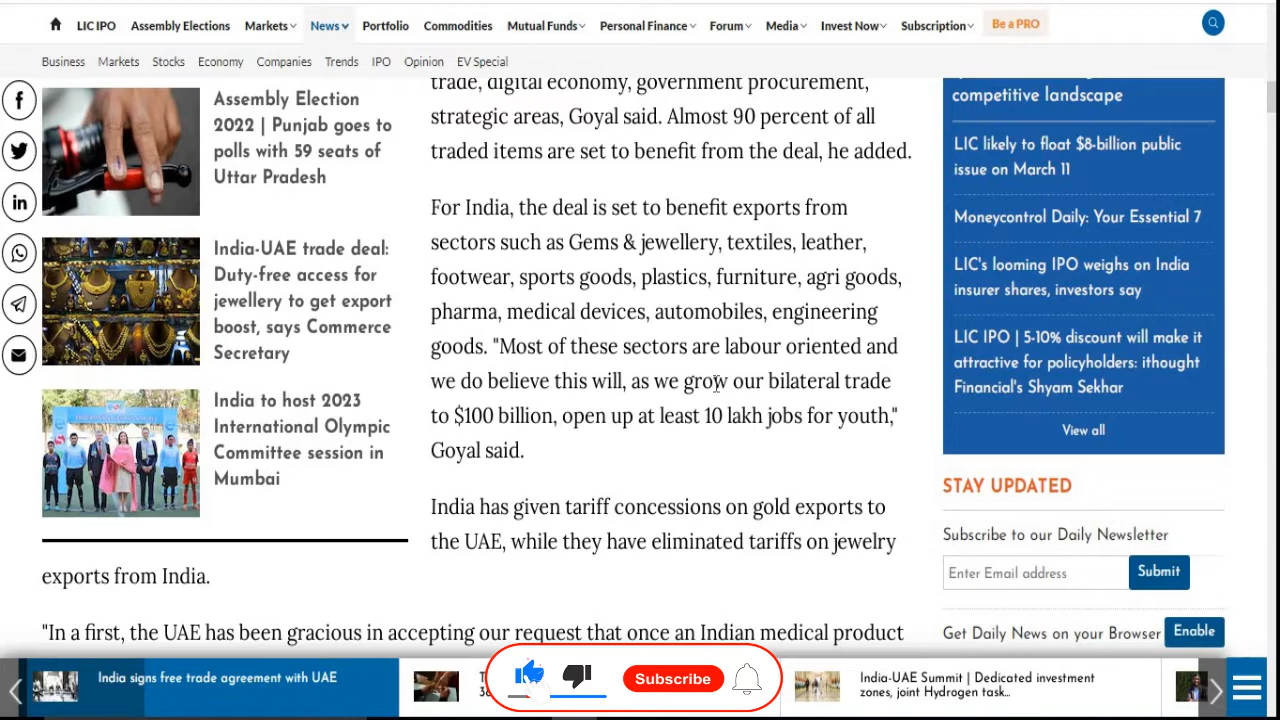 LIC IPO Assembly Elections Markets News Portfolio Commodities Mutual Funds Personal Finance Forum Media Invest Now Subscription Be a PRO
Business Markets Stocks Economy Companies Trends IPO Opinion EV Special
Assembly Election
2022 | Punjab goes to
polls with 59 seats of
Uttar Pradesh
India-UAE trade deal:
Duty-free access for
jewellery to get export
boost, says Commerce
Secretary
India to host 2023
International Olympic
Committee session in
Mumbai
trade, digital economy, government procurement,
strategic areas, Goyal said. Almost 90 percent of all
traded items are set to benefit from the deal, he added.
For India, the deal is set to benefit exports from
sectors such as Gems & jewellery, textiles, leather,
footwear, sports goods, plastics, furniture, agri goods,
pharma, medical devices, automobiles, engineering
goods. "Most of these sectors are labour oriented and
we do believe this will, as we grow our bilateral trade
to $100 billion, open up at least 10 lakh jobs for youth,"
Goyal said.
India has given tariff concessions on gold exports to
the UAE, while they have eliminated tariffs on jewelry
exports from India.
"In a first, the UAE has been gracious in accepting our request that once an Indian medical product
competitive landscape
LIC likely to float $8-billion public
issue on March 11
Moneycontrol Daily: Your Essential 7
LIC's looming IPO weighs on India
insurer shares, investors say
LIC IPO | 5-10% discount will make it
attractive for policyholders: ithought
Financial's Shyam Sekhar
View all
STAY UPDATED
Subscribe to our Daily Newsletter
Enter Email address Submit
Get Daily News on your Browser Enable
India signs free trade agreement with UAE
Subscribe
India-UAE Summit | Dedicated investment
zones, joint Hydrogen task...